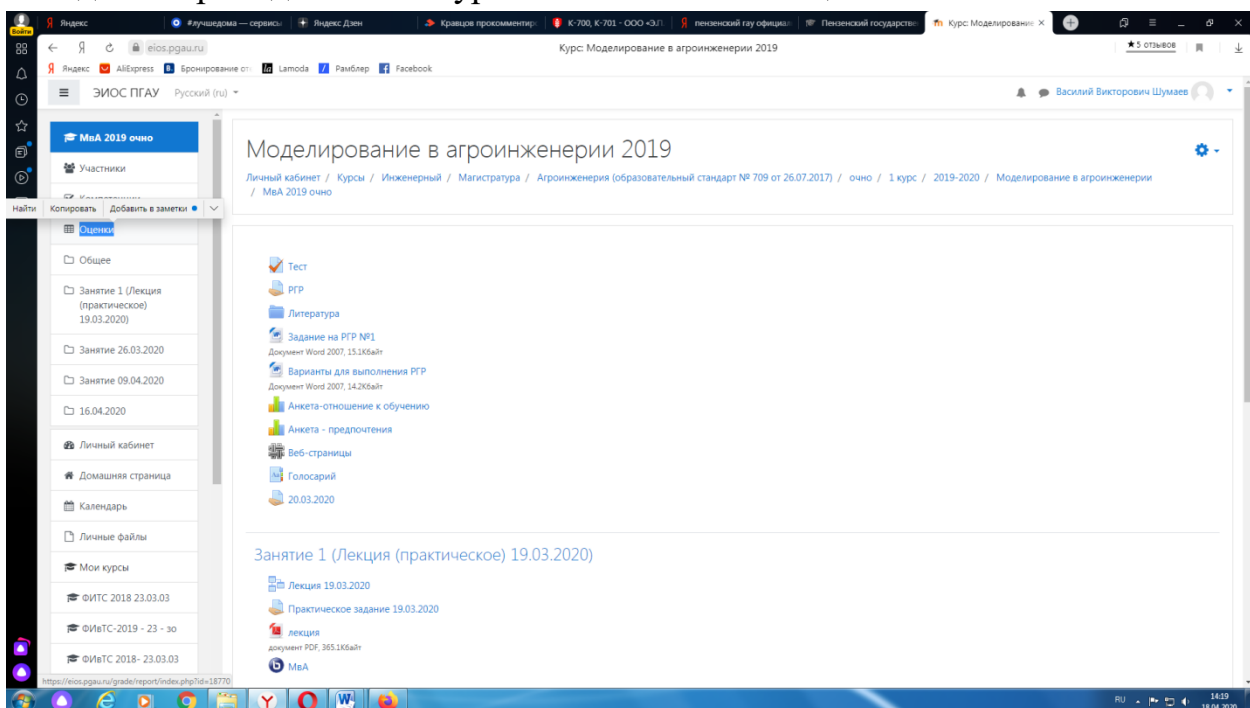 Войти
Яндекс
#лучшедома — сервисы
Яндекс Дзен
Кравцов прокомментиро
К-700, К-701 - ООО «ЭЛ
пензенский гау официал
Пензенский государстве
Курс: Моделирование
eios.pgau.ru
Курс: Моделирование в агроинженерии 2019
★5 отзывов
Яндекс
AliExpress
Бронирование оте
Lamoda
Рамблер
Facebook
ЭИОС ПГАУ
Русский (ru)
Василий Викторович Шумаев
МвА 2019 очно
Участники
Найти
Копировать
Добавить в заметки
Оценки
Общее
Занятие 1 (Лекция
(практическое)
19.03.2020)
Занятие 26.03.2020
Занятие 09.04.2020
16.04.2020
Личный кабинет
Домашняя страница
Календарь
Личные файлы
Мои курсы
ФИТС 2018 23.03.03
ФИвТС-2019 - 23 - зо
ФИвТС 2018- 23.03.03
https://eios.pgau.ru/grade/report/index.php?id=18770
Моделирование в агроинженерии 2019
Личный кабинет / Курсы / Инженерный / Магистратура / Агроинженерия (образовательный стандарт № 709 от 26.07.2017) / очно / 1 курс / 2019-2020 / Моделирование в агроинженерии
/ МвА 2019 очно
Тест
РГР
Литература
Задание на РГР №1
Документ Word 2007, 15.1Кбайт
Варианты для выполнения РГР
Документ Word 2007, 14.2Кбайт
Анкета-отношение к обучению
Анкета - предпочтения
Веб-страницы
Голосарий
20.03.2020
Занятие 1 (Лекция (практическое) 19.03.2020)
Лекция 19.03.2020
Практическое задание 19.03.2020
лекция
документ PDF, 365.1Кбайт
МвА
RU
14:19
18.04.2020